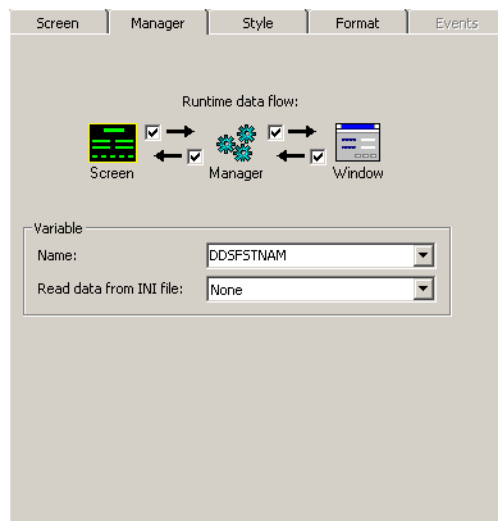 Screen Manager Style Format Events
Runtime data flow:
Screen Manager Window
Variable
Name: DDSFSTNAM
Read data from INI file: None